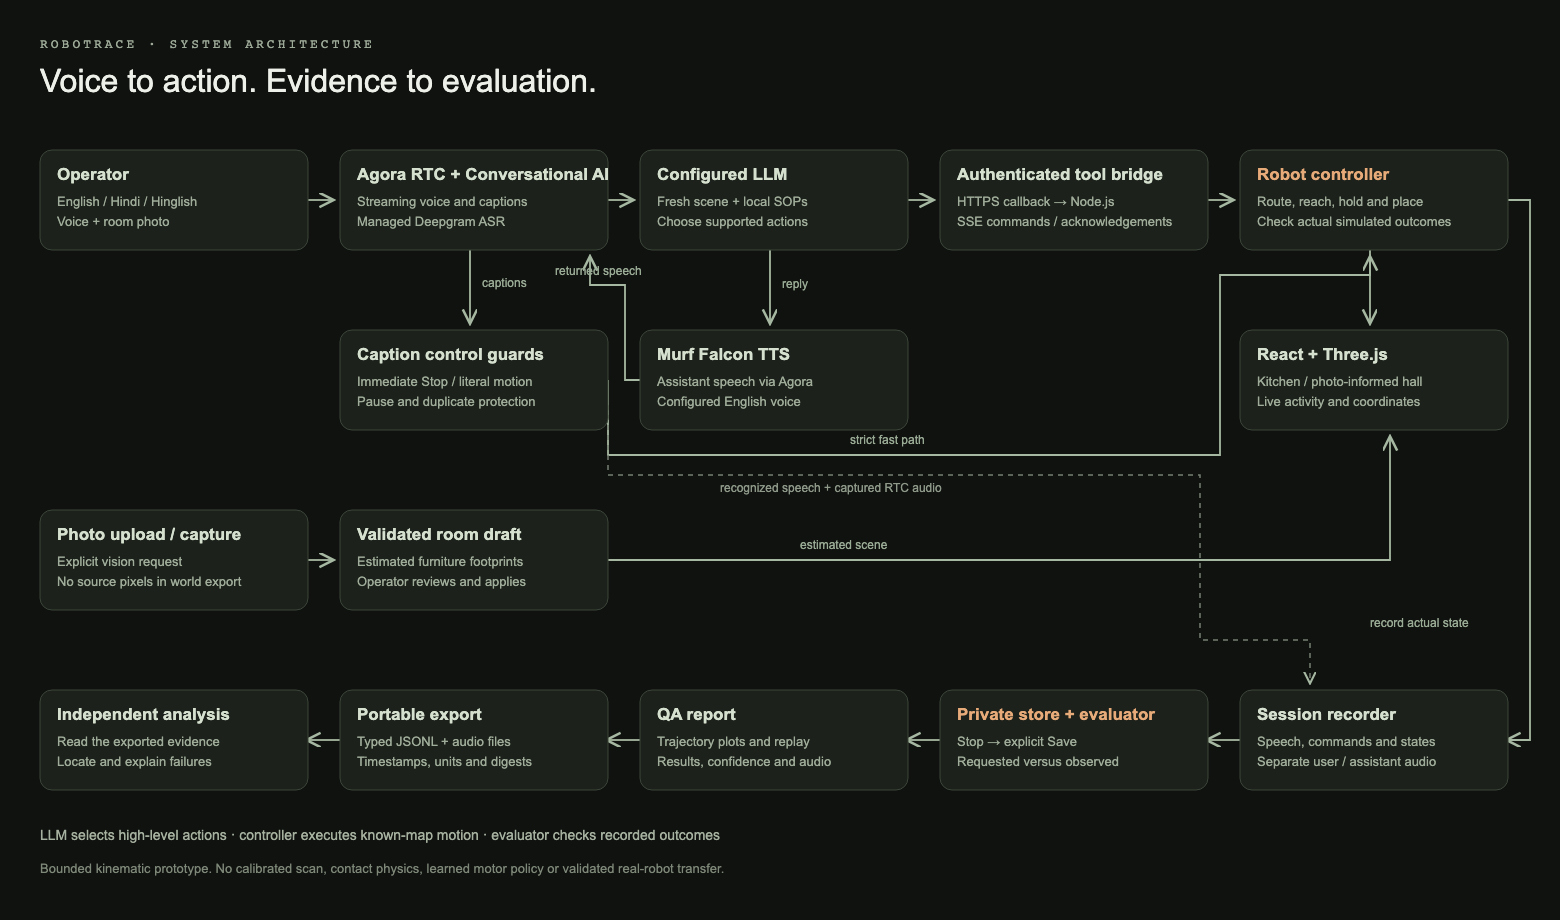 ROBOTRACE · SYSTEM ARCHITECTURE
Voice to action. Evidence to evaluation.
Operator
English / Hindi / Hinglish
Voice + room photo
Agora RTC + Conversational AI
Streaming voice and captions
Managed Deepgram ASR
Configured LLM
Fresh scene + local SOPs
Choose supported actions
Authenticated tool bridge
HTTPS callback → Node.js
SSE commands / acknowledgements
Robot controller
Route, reach, hold and place
Check actual simulated outcomes
captions
returned speech
reply
Caption control guards
Immediate Stop / literal motion
Pause and duplicate protection
Murf Falcon TTS
Assistant speech via Agora
Configured English voice
React + Three.js
Kitchen / photo-informed hall
Live activity and coordinates
strict fast path
recognized speech + captured RTC audio
Photo upload / capture
Explicit vision request
No source pixels in world export
Validated room draft
Estimated furniture footprints
Operator reviews and applies
estimated scene
record actual state
Independent analysis
Read the exported evidence
Locate and explain failures
Portable export
Typed JSONL + audio files
Timestamps, units and digests
QA report
Trajectory plots and replay
Results, confidence and audio
Private store + evaluator
Stop → explicit Save
Requested versus observed
Session recorder
Speech, commands and states
Separate user / assistant audio
LLM selects high-level actions · controller executes known-map motion · evaluator checks recorded outcomes
Bounded kinematic prototype. No calibrated scan, contact physics, learned motor policy or validated real-robot transfer.